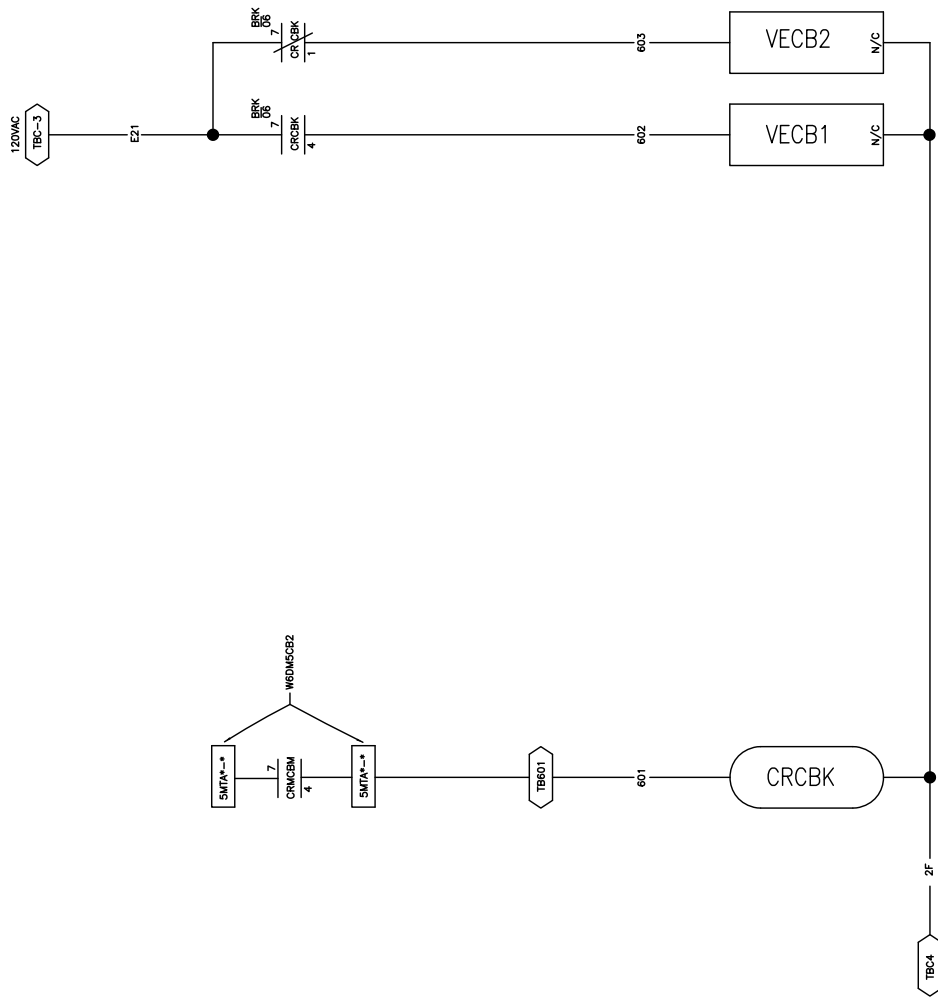 BRK
06
7
CRCBK
1
603
VECB2
N/C
120VAC
TBC-3
E21
BRK
06
7
CRCBK
4
602
VECB1
N/C
W6DM5CB2
5MTA*-*
7
CRMCBM
4
5MTA*-*
TB601
601
CRCBK
2F
TBC4